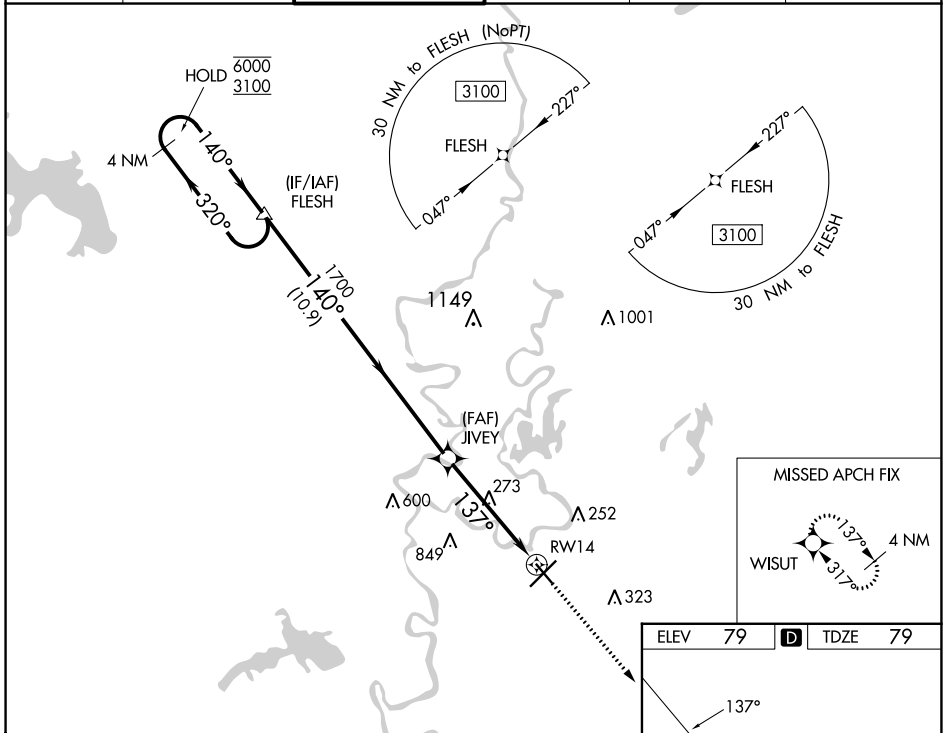 30 NM to FLESH (NoPT)
HOLD
6000
3100
3100
227°
FLESH
047°
227°
FLESH
047°
3100
30 NM to FLESH
4 NM
140°
320°
(IF/IAF)
FLESH
1700
140°
(10.9)
1149
1001
(FAF)
JIVEY
273
600
137°
252
849
RW14
323
MISSED APCH FIX
137°
4 NM
WISUT
317°
ELEV 79 D TDZE 79
137°